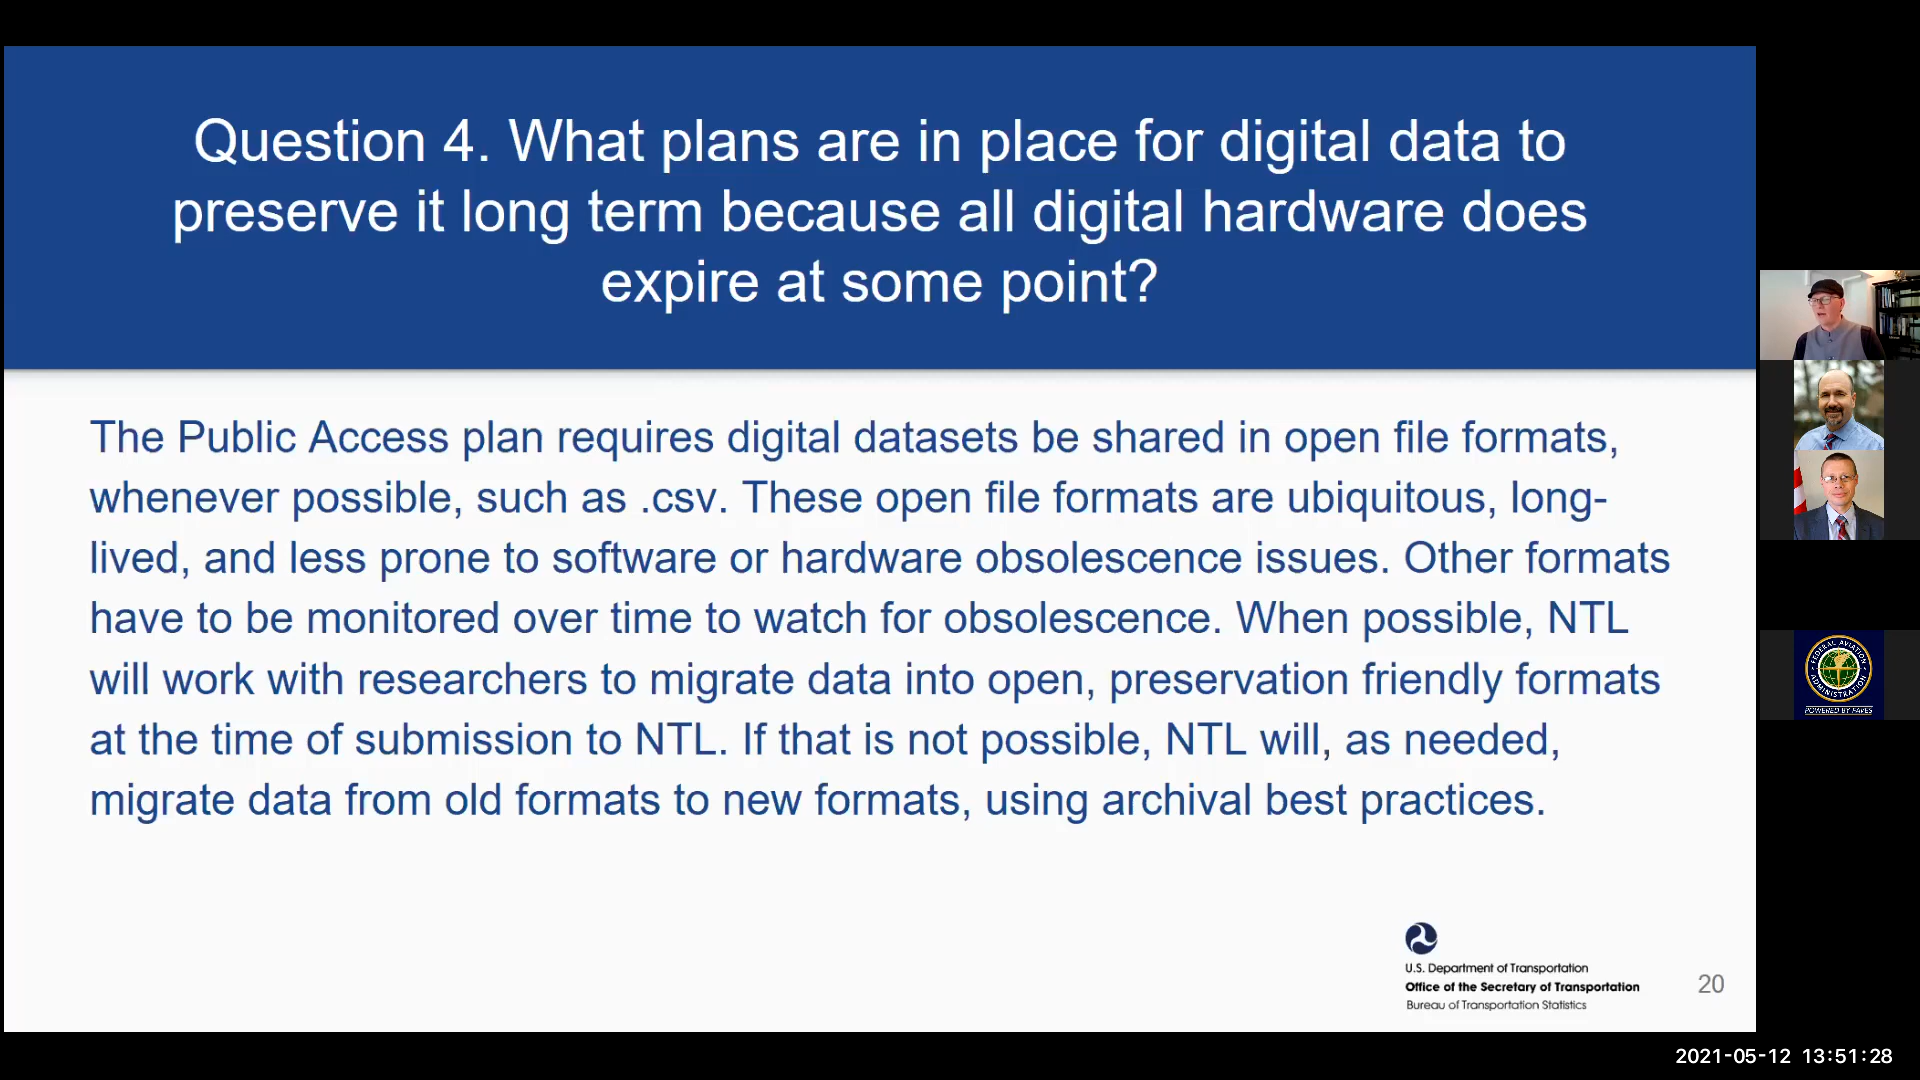 Question 4. What plans are in place for digital data to
preserve it long term because all digital hardware does
expire at some point?
The Public Access plan requires digital datasets be shared in open file formats,
whenever possible, such as .csv. These open file formats are ubiquitous, long-
lived, and less prone to software or hardware obsolescence issues. Other formats
have to be monitored over time to watch for obsolescence. When possible, NTL
will work with researchers to migrate data into open, preservation friendly formats
at the time of submission to NTL. If that is not possible, NTL will, as needed,
migrate data from old formats to new formats, using archival best practices.
U.S. Department of Transportation
Office of the Secretary of Transportation
Bureau of Transportation Statistics
20
FEDERAL AVIATION
ADMINISTRATION
2021-05-12 13:51:28